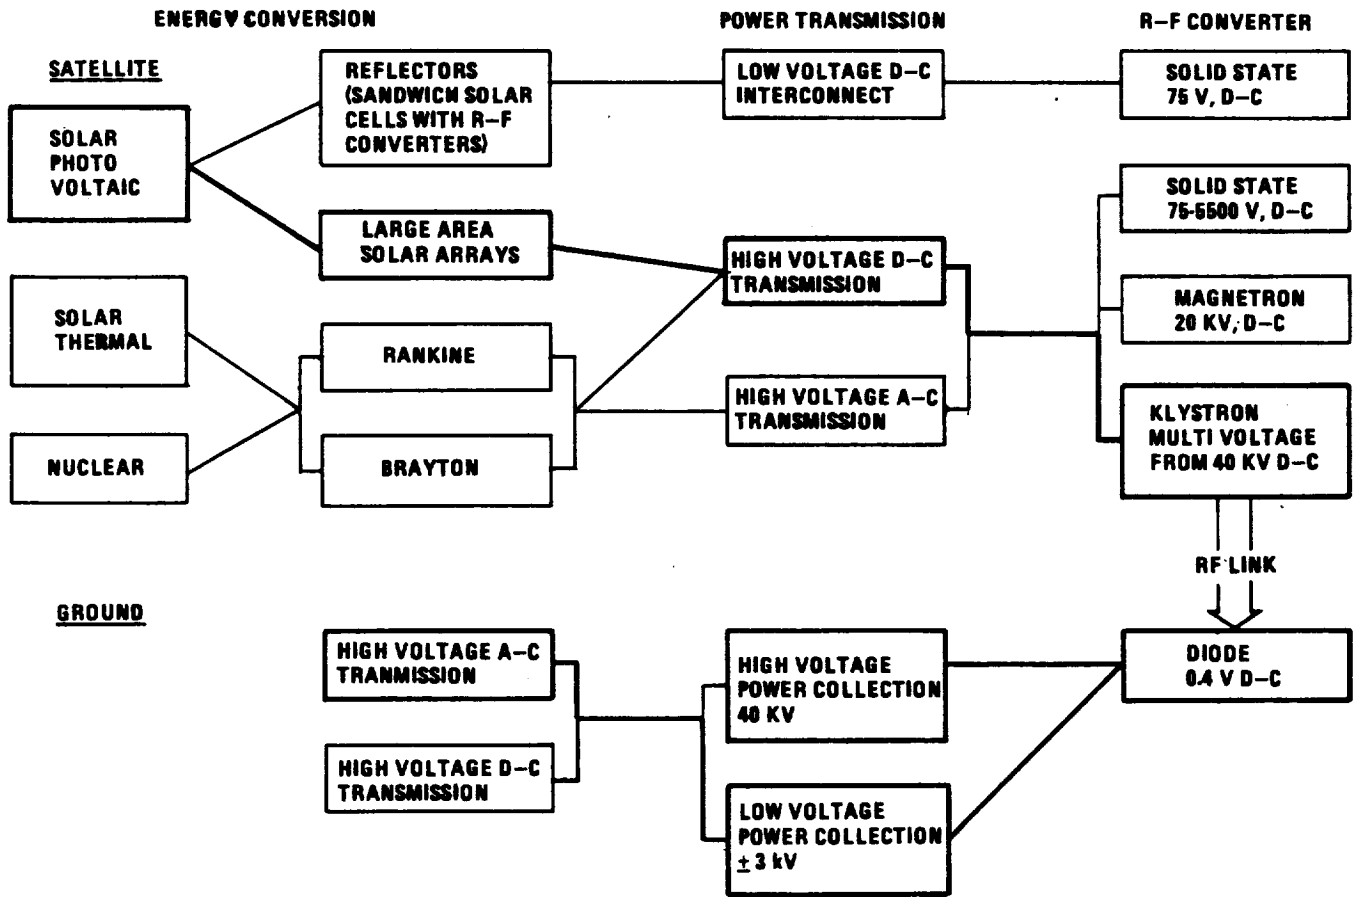 ENERGY CONVERSION
POWER TRANSMISSION
R-F CONVERTER
SATELLITE
SOLAR
PHOTO
VOLTAIC
REFLECTORS
(SANDWICH SOLAR
CELLS WITH R-F
CONVERTERS)
LOW VOLTAGE D-C
INTERCONNECT
SOLID STATE
75 V, D-C
LARGE AREA
SOLAR ARRAYS
HIGH VOLTAGE D-C
TRANSMISSION
SOLID STATE
75-5500 V, D-C
SOLAR
THERMAL
RANKINE
HIGH VOLTAGE A-C
TRANSMISSION
MAGNETRON
20 KV, D-C
NUCLEAR
BRAYTON
KLYSTRON
MULTI VOLTAGE
FROM 40 KV D-C
RF LINK
GROUND
HIGH VOLTAGE A-C
TRANMISSION
HIGH VOLTAGE
POWER COLLECTION
40 KV
DIODE
0.4 V D-C
HIGH VOLTAGE D-C
TRANSMISSION
LOW VOLTAGE
POWER COLLECTION
± 3 kV